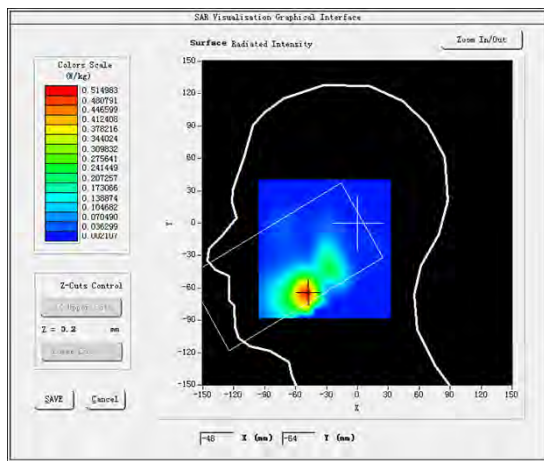 SAR Visualisation Graphical Interface
Surface Radiated Intensity
Zoom In/Out
Colors Scale
(W/kg)
0.514983
0.480791
0.446599
0.412408
0.378216
0.344024
0.309832
0.275641
0.241449
0.207257
0.173066
0.138874
0.104682
0.070490
0.036299
0.002107
150
120
90
60
30
0
-30
-60
-90
-120
-150
Y
-150 -120 -90 -60 -30 0 30 60 90 120 150
X
Z-Cuts Control
Z = 3.2 mm
SAVE
Cancel
-48 X (mm) -64 Y (mm)